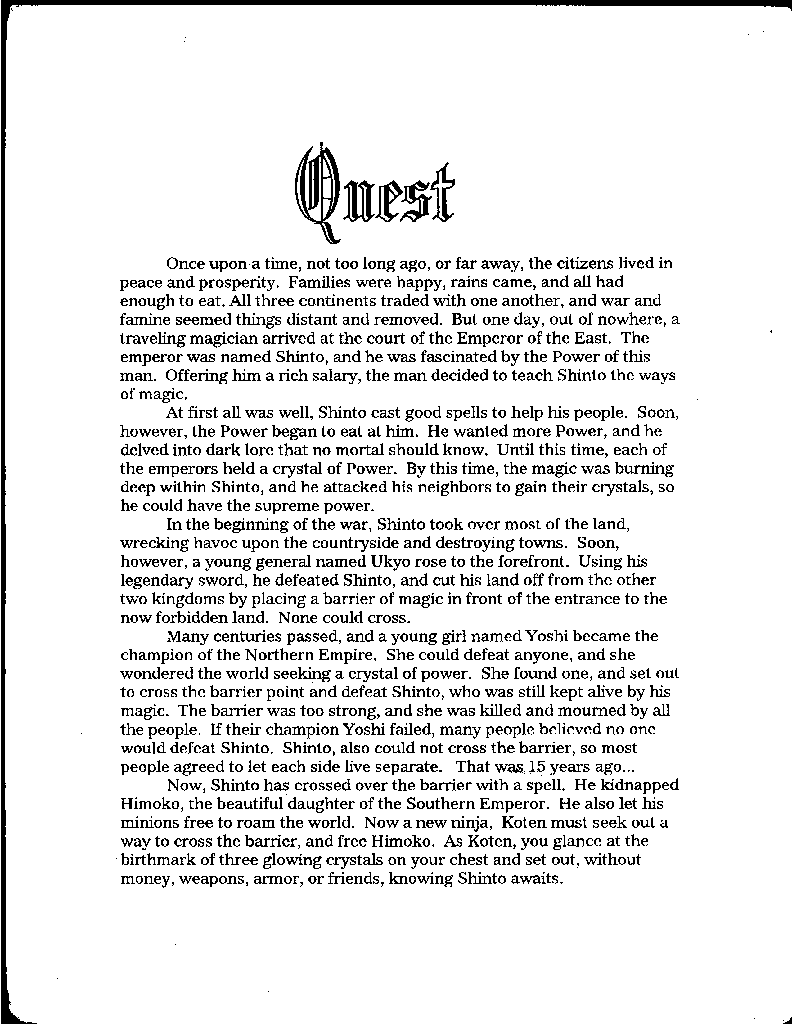 Quest
Once upon a time, not too long ago, or far away, the citizens lived in
peace and prosperity. Families were happy, rains came, and all had
enough to eat. All three continents traded with one another, and war and
famine seemed things distant and removed. But one day, out of nowhere, a
traveling magician arrived at the court of the Emperor of the East. The
emperor was named Shinto, and he was fascinated by the Power of this
man. Offering him a rich salary, the man decided to teach Shinto the ways
of magic.
At first all was well, Shinto cast good spells to help his people. Soon,
however, the Power began to eat at him. He wanted more Power, and he
delved into dark lore that no mortal should know. Until this time, each of
the emperors held a crystal of Power. By this time, the magic was burning
deep within Shinto, and he attacked his neighbors to gain their crystals, so
he could have the supreme power.
In the beginning of the war, Shinto took over most of the land,
wrecking havoc upon the countryside and destroying towns. Soon,
however, a young general named Ukyo rose to the forefront. Using his
legendary sword, he defeated Shinto, and cut his land off from the other
two kingdoms by placing a barrier of magic in front of the entrance to the
now forbidden land. None could cross.
Many centuries passed, and a young girl named Yoshi became the
champion of the Northern Empire. She could defeat anyone, and she
wondered the world seeking a crystal of power. She found one, and set out
to cross the barrier point and defeat Shinto, who was still kept alive by his
magic. The barrier was too strong, and she was killed and mourned by all
the people. If their champion Yoshi failed, many people believed no one
would defeat Shinto. Shinto, also could not cross the barrier, so most
people agreed to let each side live separate. That was 15 years ago...
Now, Shinto has crossed over the barrier with a spell. He kidnapped
Himoko, the beautiful daughter of the Southern Emperor. He also let his
minions free to roam the world. Now a new ninja, Koten must seek out a
way to cross the barrier, and free Himoko. As Koten, you glance at the
birthmark of three glowing crystals on your chest and set out, without
money, weapons, armor, or friends, knowing Shinto awaits.